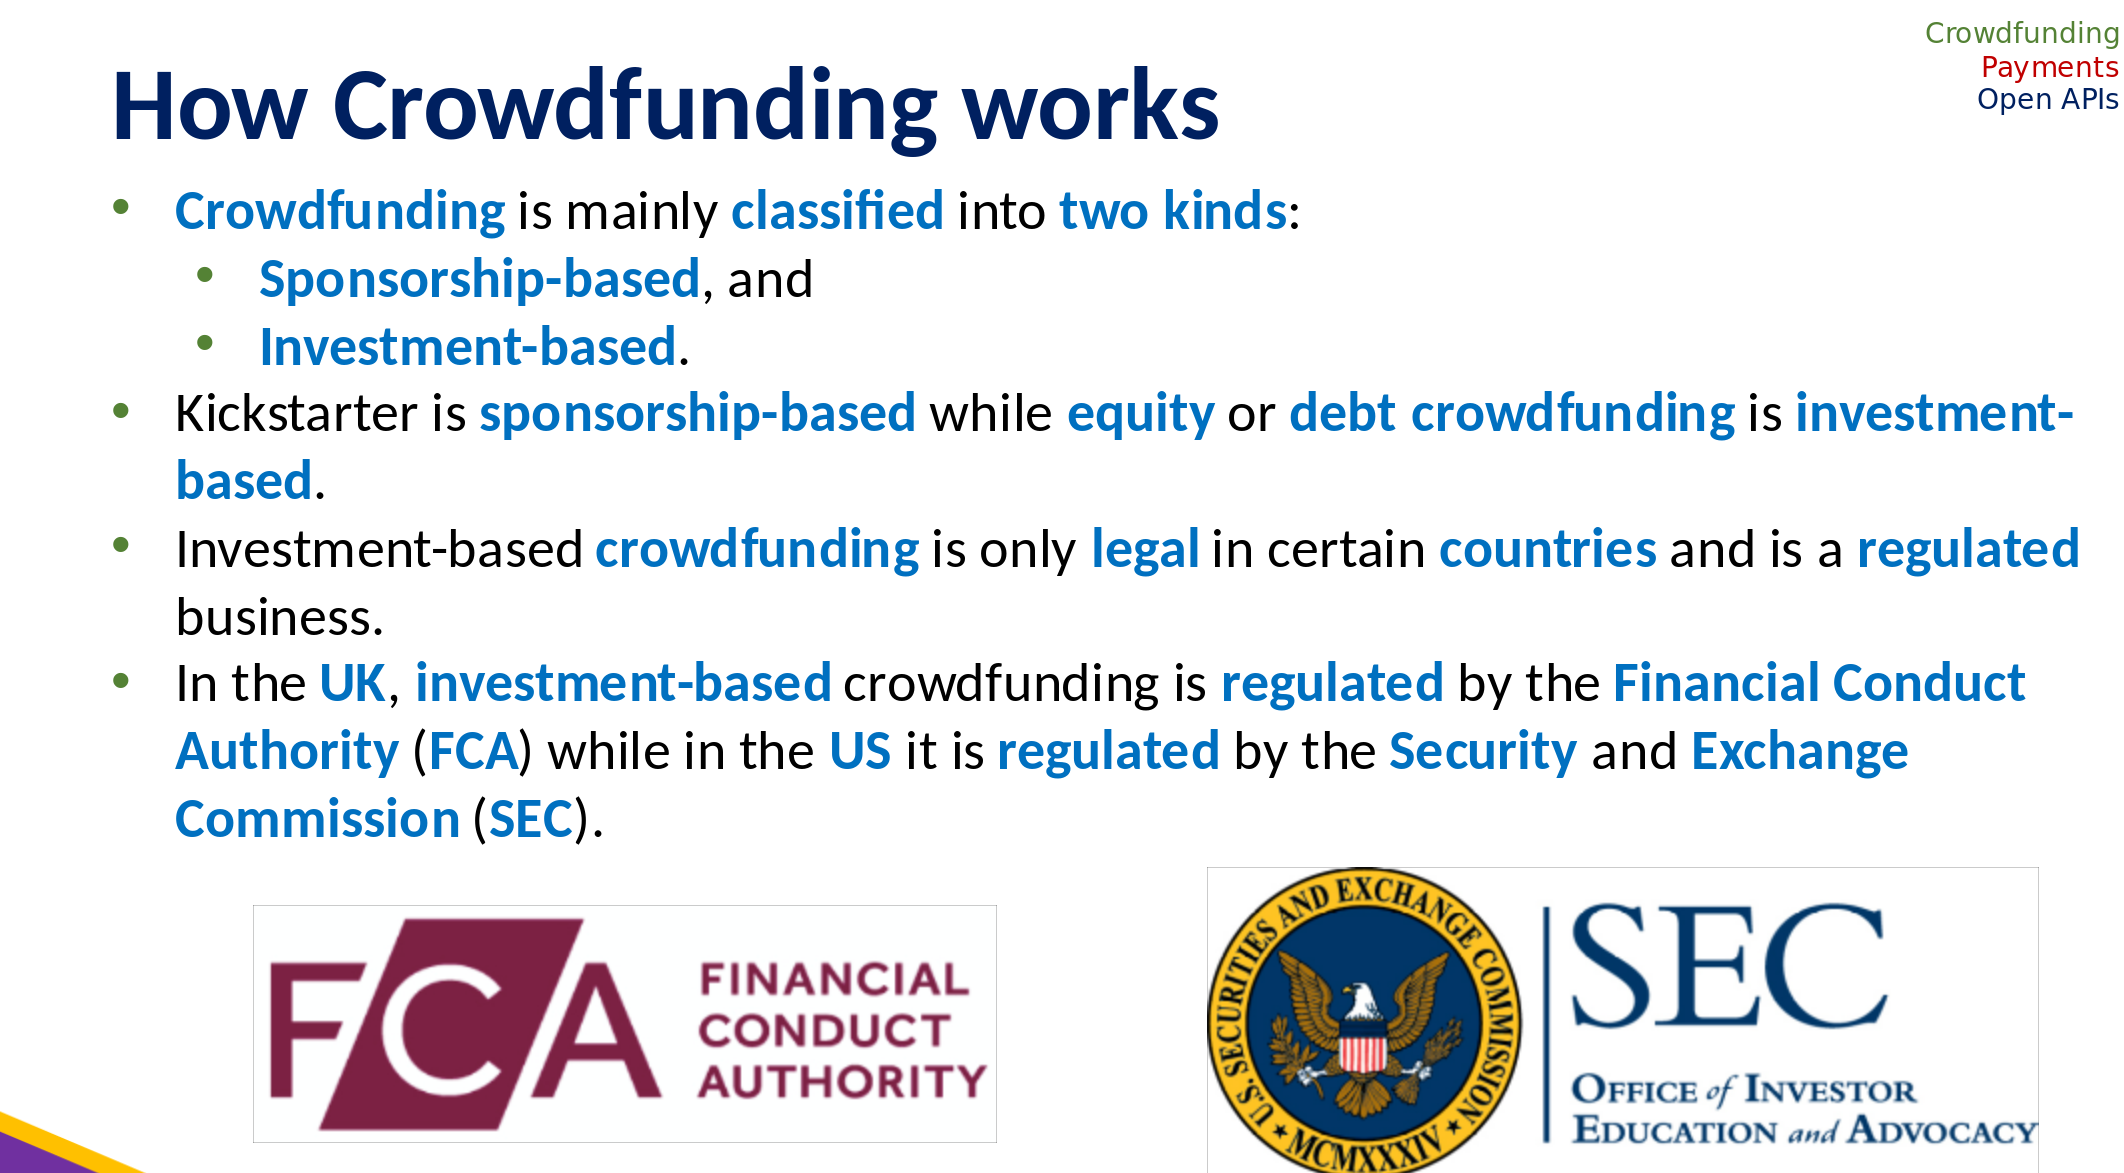 Crowdfunding
Payments
Open APIs
How Crowdfunding works
• Crowdfunding is mainly classified into two kinds:
• Sponsorship-based, and
• Investment-based.
• Kickstarter is sponsorship-based while equity or debt crowdfunding is investment-
based.
• Investment-based crowdfunding is only legal in certain countries and is a regulated
business.
• In the UK, investment-based crowdfunding is regulated by the Financial Conduct
Authority (FCA) while in the US it is regulated by the Security and Exchange
Commission (SEC).
FCA
FINANCIAL
CONDUCT
AUTHORITY
U.S. SECURITIES AND EXCHANGE COMMISSION
MCMXXXIV
SEC
OFFICE of INVESTOR
EDUCATION and ADVOCACY